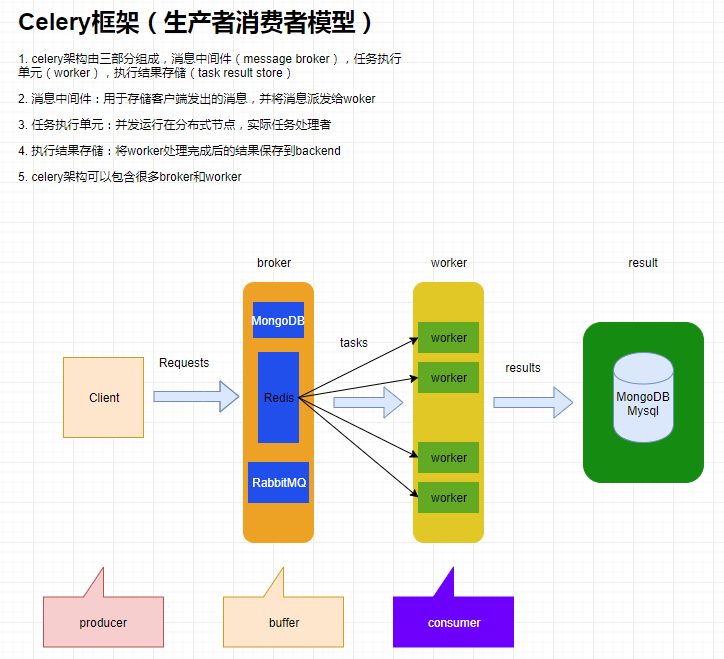 Celery框架（生产者消费者模型）
1. celery架构由三部分组成，消息中间件（message broker），任务执行
单元（worker），执行结果存储（task result store）
2. 消息中间件：用于存储客户端发出的消息，并将消息派发给woker
3. 任务执行单元：并发运行在分布式节点，实际任务处理者
4. 执行结果存储：将worker处理完成后的结果保存到backend
5. celery架构可以包含很多broker和worker
broker
worker
result
MongoDB
Requests
tasks
worker
results
Client
Redis
worker
MongoDB
Mysql
RabbitMQ
worker
worker
producer
buffer
consumer